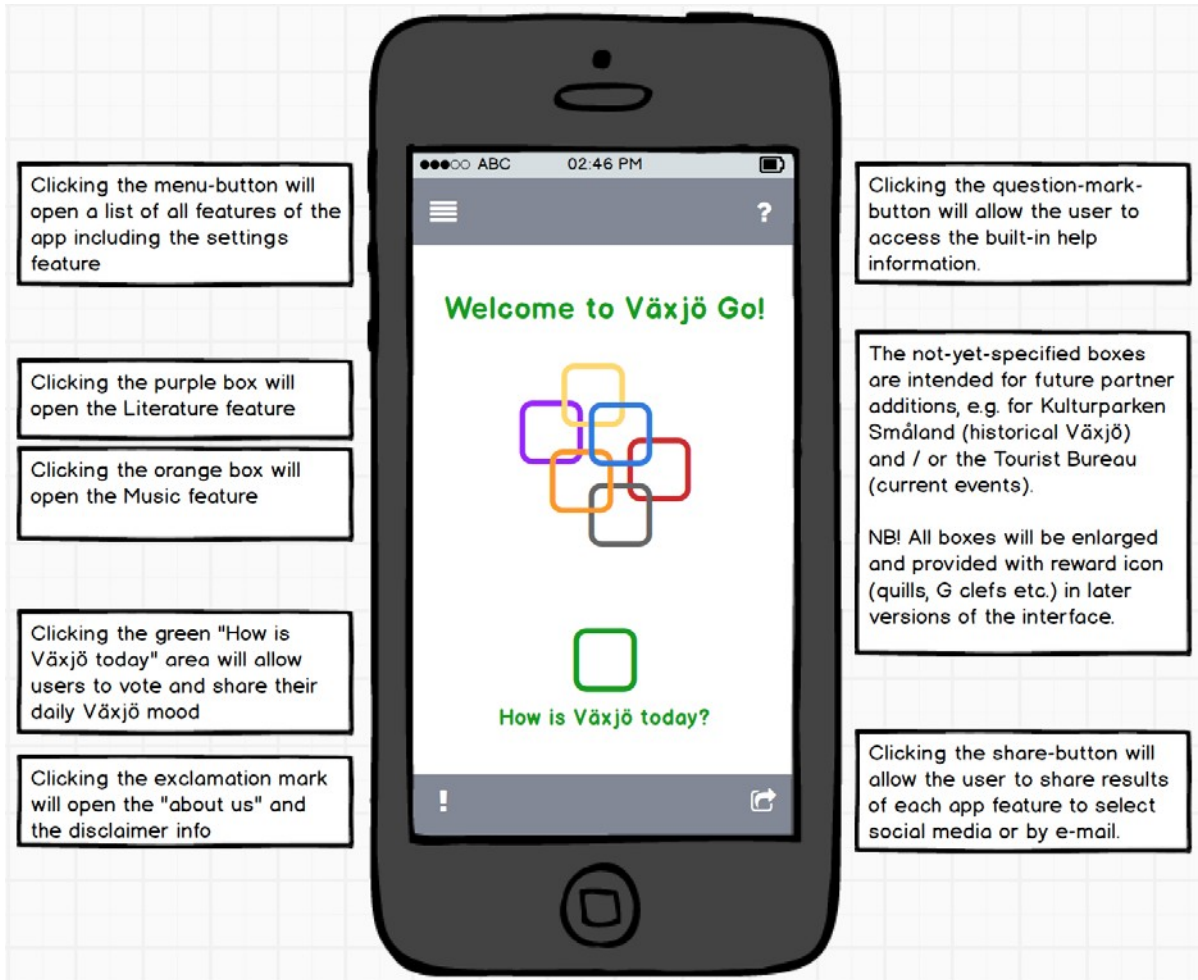 ●●●○○ ABC 02:46 PM
?
Welcome to Växjö Go!
How is Växjö today?
!
Clicking the menu-button will
open a list of all features of the
app including the settings
feature
Clicking the purple box will
open the Literature feature
Clicking the orange box will
open the Music feature
Clicking the green "How is
Växjö today" area will allow
users to vote and share their
daily Växjö mood
Clicking the exclamation mark
will open the "about us" and
the disclaimer info
Clicking the question-mark-
button will allow the user to
access the built-in help
information.
The not-yet-specified boxes
are intended for future partner
additions, e.g. for Kulturparken
Småland (historical Växjö)
and / or the Tourist Bureau
(current events).
NB! All boxes will be enlarged
and provided with reward icon
(quills, G clefs etc.) in later
versions of the interface.
Clicking the share-button will
allow the user to share results
of each app feature to select
social media or by e-mail.